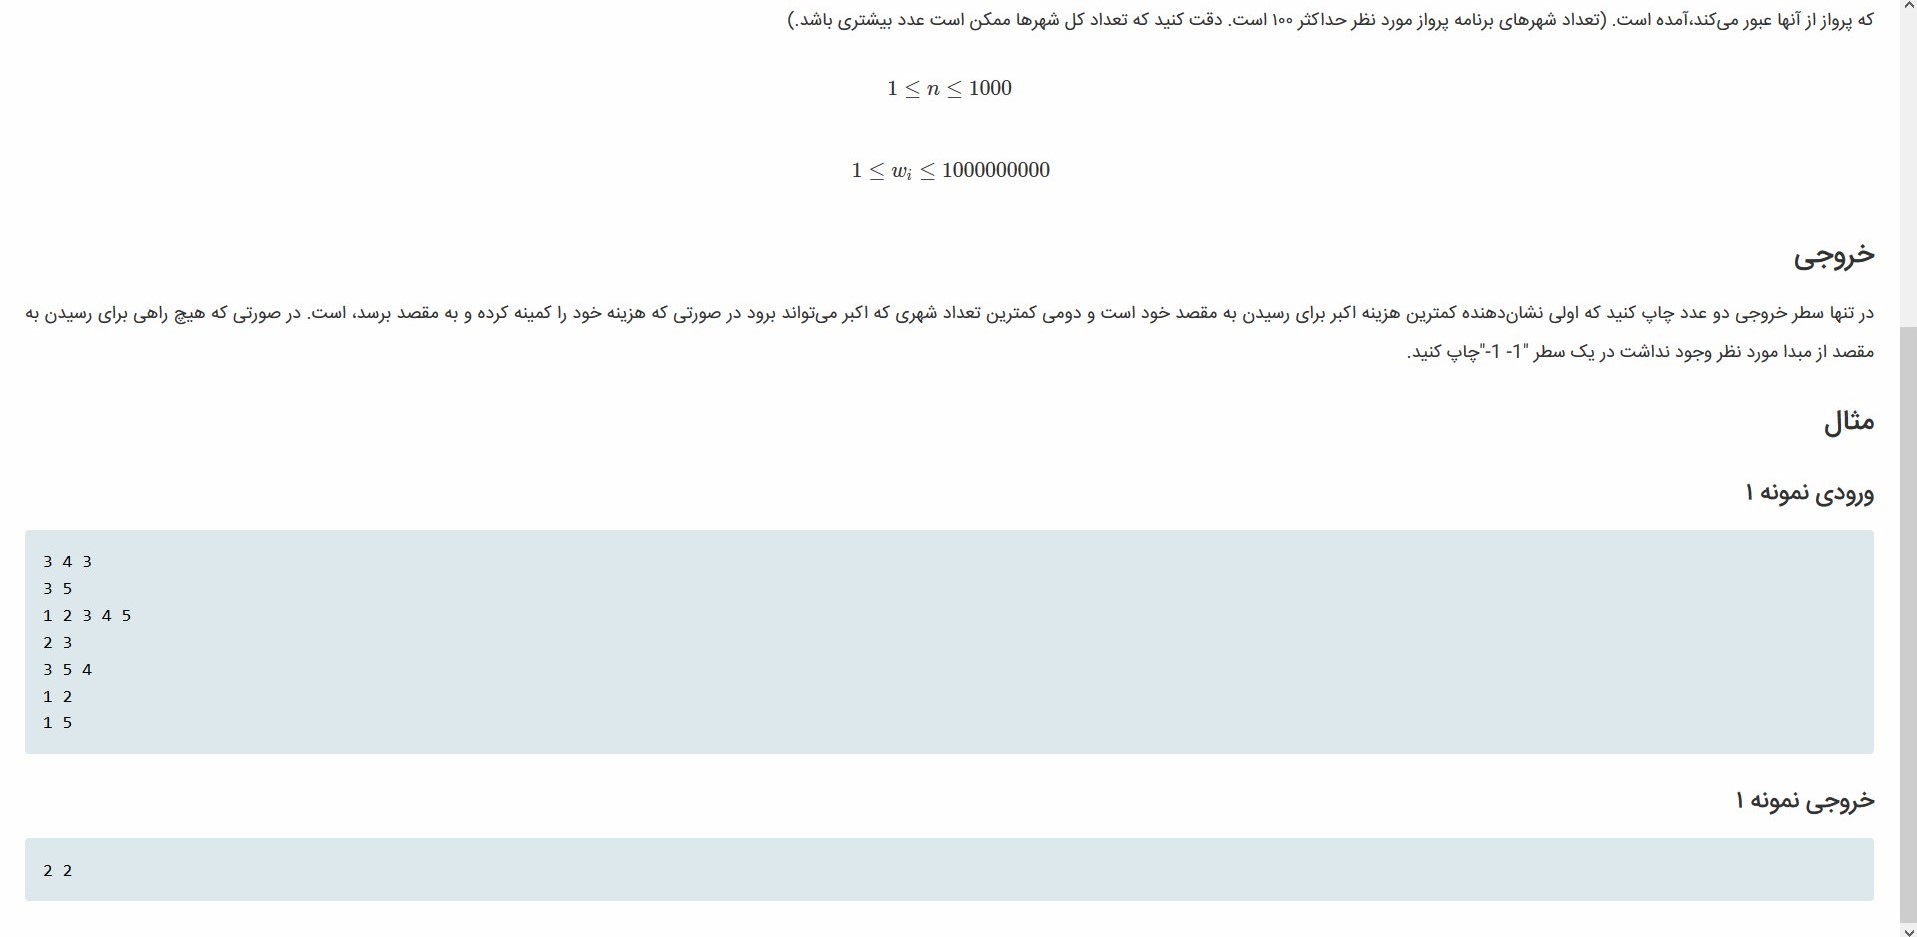 که پرواز از آنها عبور می‌کند،آمده است. (تعداد شهرهای برنامه پرواز مورد نظر حداکثر ۱۰۰ است. دقت کنید که تعداد کل شهرها ممکن است عدد بیشتری باشد.)
1 ≤ n ≤ 1000
1 ≤ wᵢ ≤ 1000000000
خروجی
در تنها سطر خروجی دو عدد چاپ کنید که اولی نشان‌دهنده کمترین هزینه اکبر برای رسیدن به مقصد خود است و دومی کمترین تعداد شهری که اکبر می‌تواند برود در صورتی که هزینه خود را کمینه کرده و به مقصد برسد، است. در صورتی که هیچ راهی برای رسیدن به
مقصد از مبدا مورد نظر وجود نداشت در یک سطر "1- 1-"چاپ کنید.
مثال
ورودی نمونه ۱
3 4 3
3 5
1 2 3 4 5
2 3
3 5 4
1 2
1 5
خروجی نمونه ۱
2 2